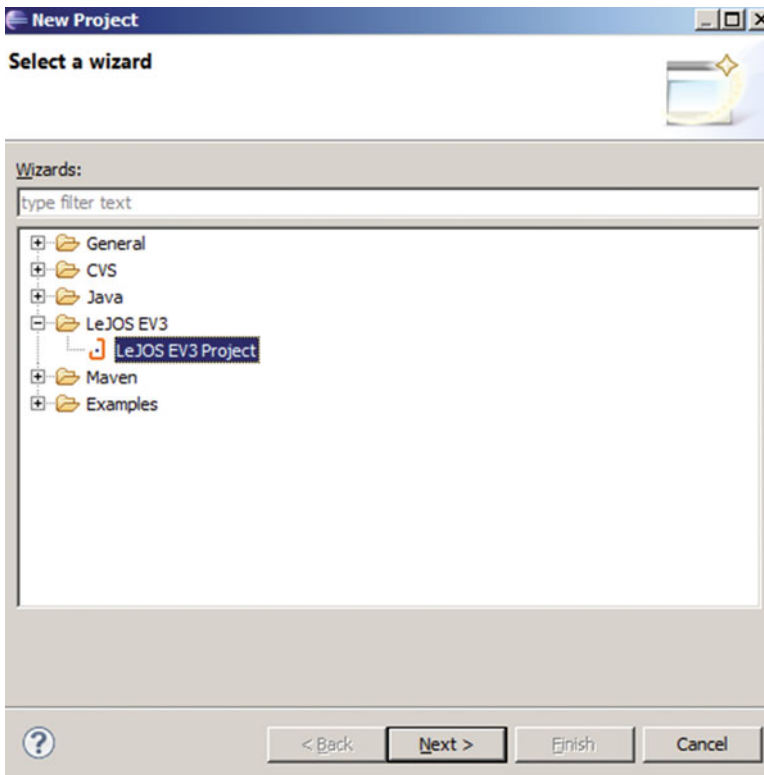 New Project
Select a wizard
Wizards:
type filter text
General
CVS
Java
LeJOS EV3
LeJOS EV3 Project
Maven
Examples
?
< Back
Next >
Finish
Cancel